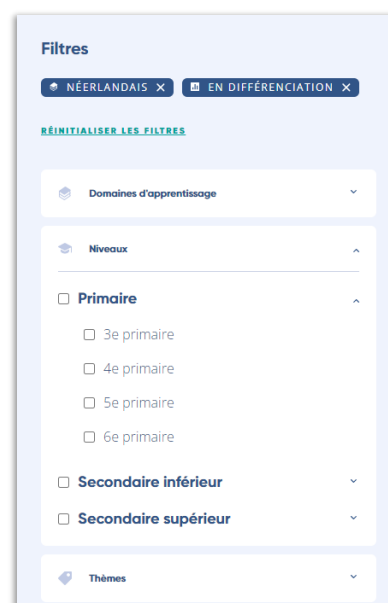 Filtres
NÉERLANDAIS × EN DIFFÉRENCIATION ×
RÉINITIALISER LES FILTRES
Domaines d'apprentissage
Niveaux
Primaire
3e primaire
4e primaire
5e primaire
6e primaire
Secondaire inférieur
Secondaire supérieur
Thèmes